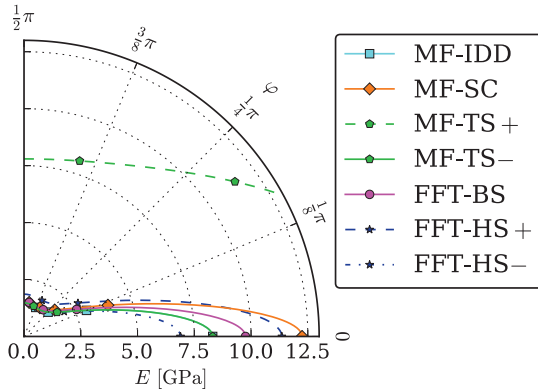 ½π
⅜π
φ
¼π
⅛π
0
0.0 2.5 5.0 7.5 10.0 12.5
E [GPa]
MF-IDD
MF-SC
MF-TS+
MF-TS−
FFT-BS
FFT-HS+
FFT-HS−